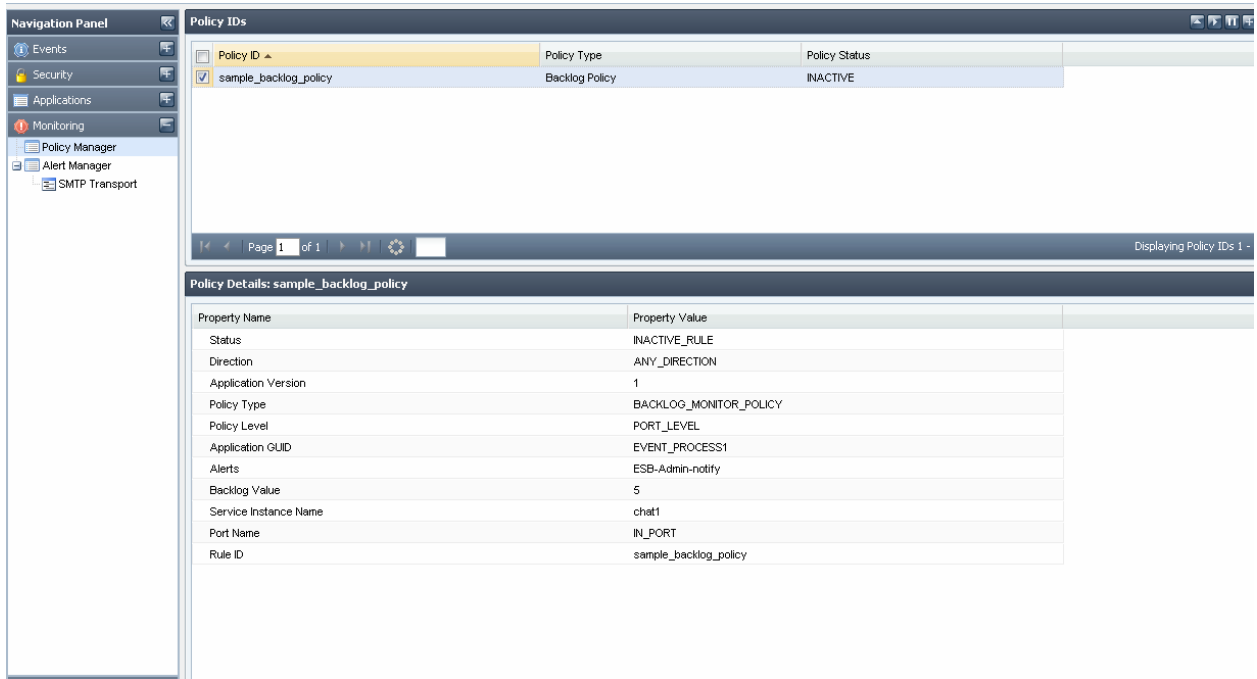 Navigation Panel
Events
Security
Applications
Monitoring
Policy Manager
Alert Manager
SMTP Transport
Policy IDs
Policy ID Policy Type Policy Status
sample_backlog_policy Backlog Policy INACTIVE
Page 1 of 1 Displaying Policy IDs 1 -
Policy Details: sample_backlog_policy
Property Name Property Value
Status INACTIVE_RULE
Direction ANY_DIRECTION
Application Version 1
Policy Type BACKLOG_MONITOR_POLICY
Policy Level PORT_LEVEL
Application GUID EVENT_PROCESS1
Alerts ESB-Admin-notify
Backlog Value 5
Service Instance Name chat1
Port Name IN_PORT
Rule ID sample_backlog_policy